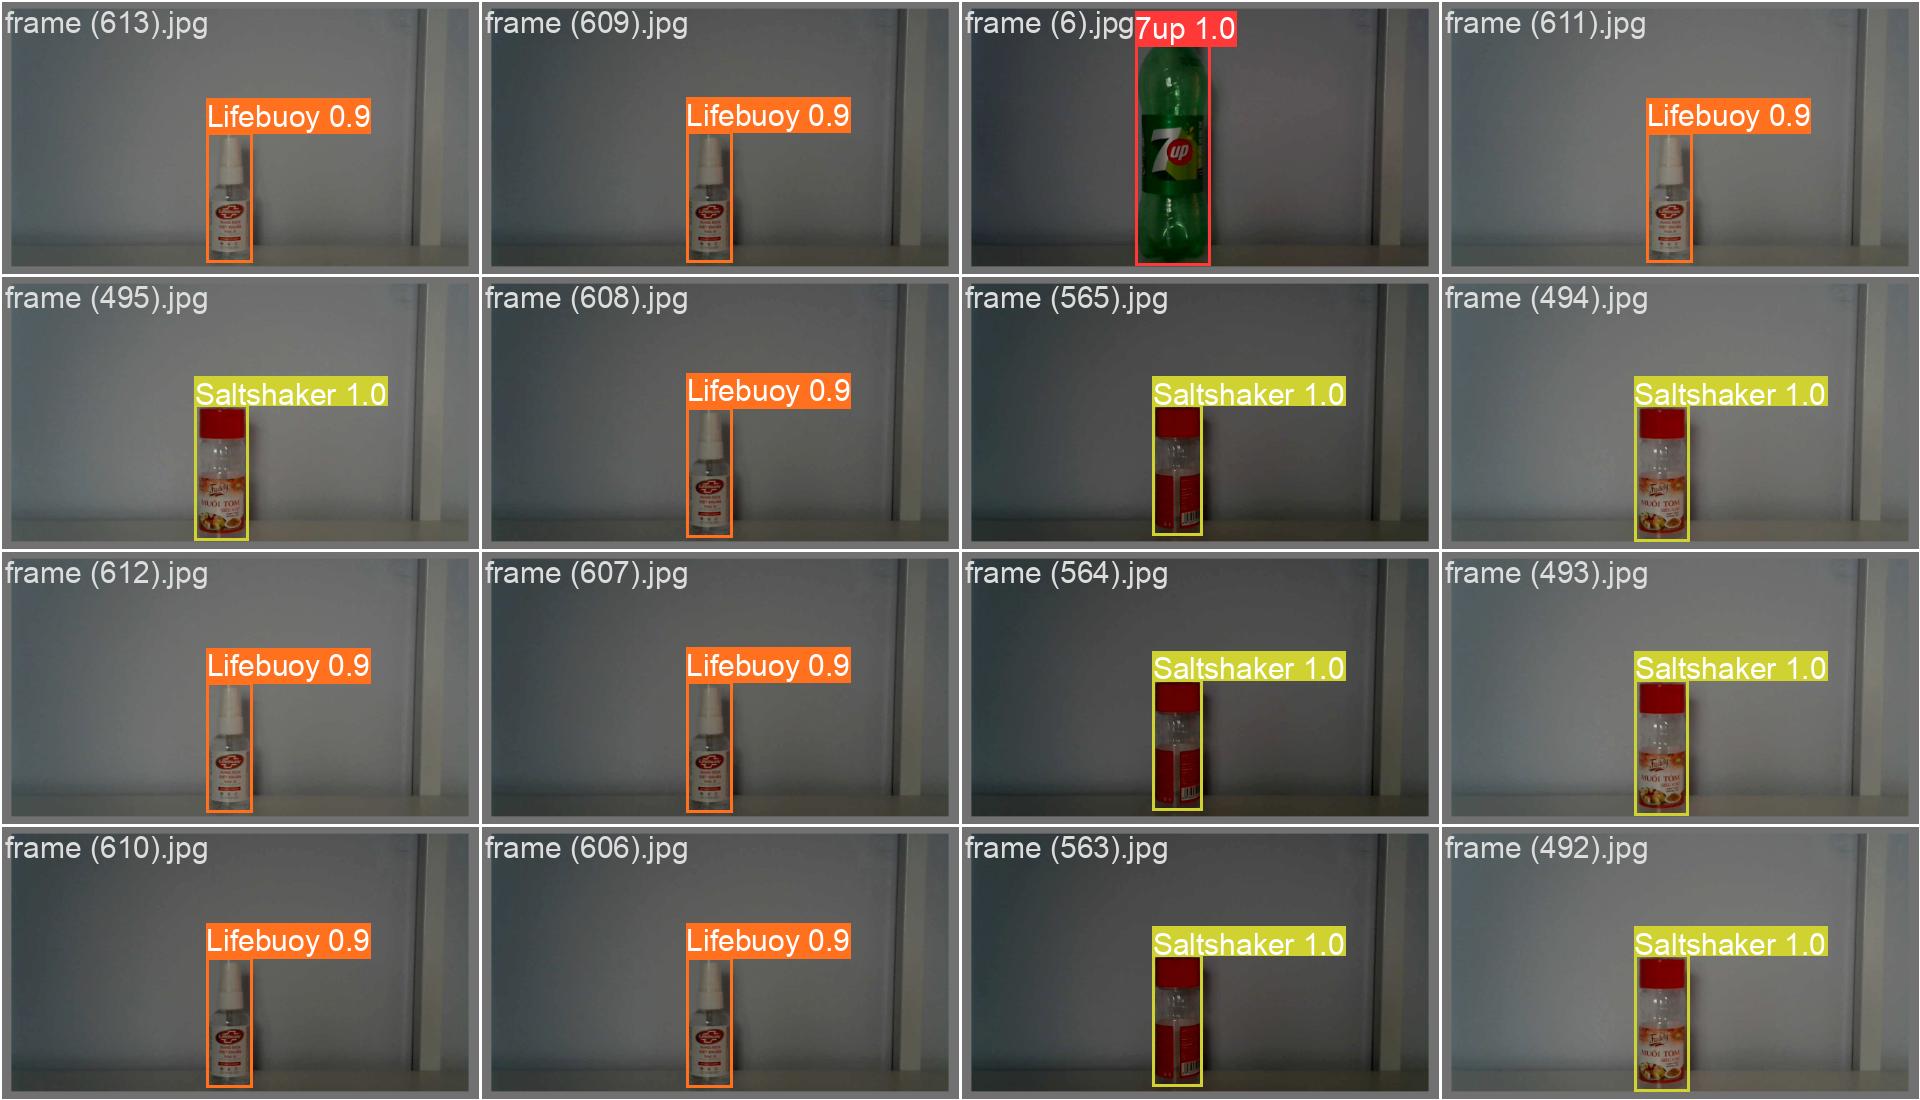 frame (613).jpg
Lifebuoy 0.9
frame (609).jpg
Lifebuoy 0.9
frame (6).jpg
7up 1.0
7up
frame (611).jpg
Lifebuoy 0.9
frame (495).jpg
Saltshaker 1.0
MUỐI TÔM
frame (608).jpg
Lifebuoy 0.9
frame (565).jpg
Saltshaker 1.0
frame (494).jpg
Saltshaker 1.0
MUỐI TÔM
frame (612).jpg
Lifebuoy 0.9
frame (607).jpg
Lifebuoy 0.9
frame (564).jpg
Saltshaker 1.0
frame (493).jpg
Saltshaker 1.0
MUỐI TÔM
frame (610).jpg
Lifebuoy 0.9
frame (606).jpg
Lifebuoy 0.9
frame (563).jpg
Saltshaker 1.0
frame (492).jpg
Saltshaker 1.0
MUỐI TÔM